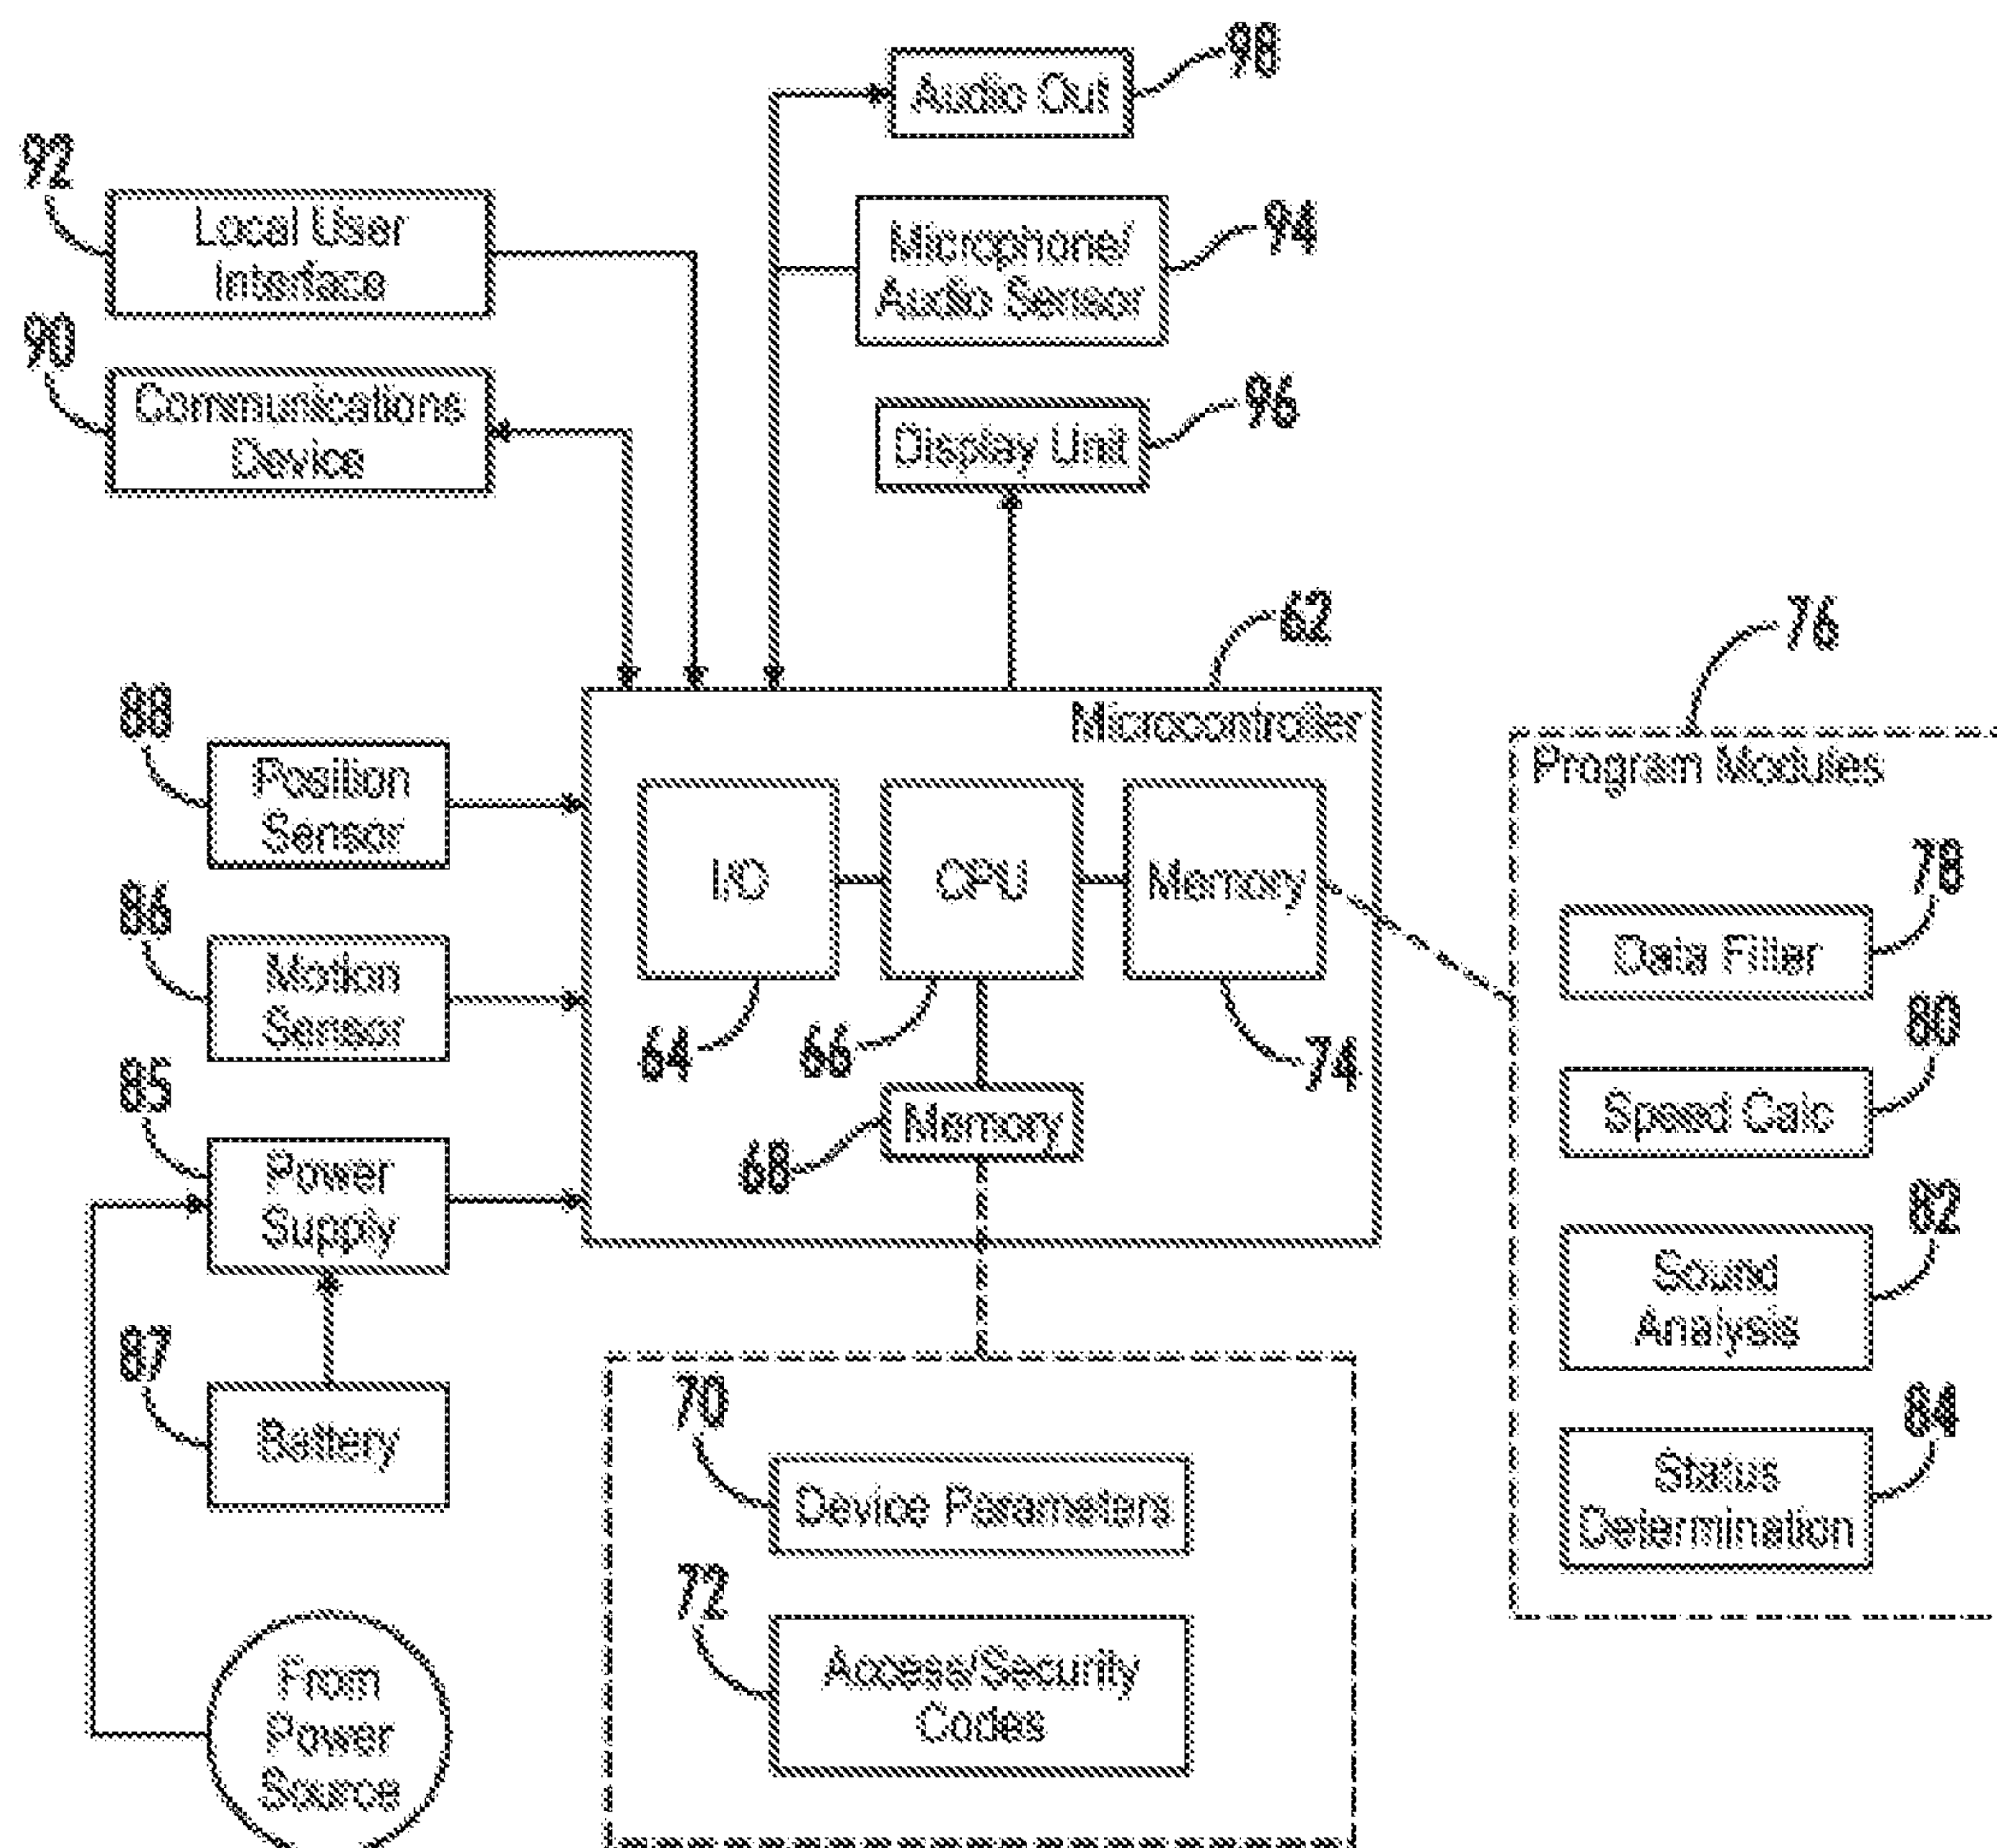 98
Audio Out
92
Local User
Interface
Microphone/
Audio Sensor
94
90
Communications
Device
Display Unit
96
62
76
88
Position
Sensor
Microcontroller
Program Modules
I/O
CPU
Memory
78
Data Filter
86
Motion
Sensor
64
66
74
80
Speed Calc
85
Power
Supply
Memory
68
82
Sound
Analysis
87
Battery
70
Device Parameters
84
Status
Determination
72
Access/Security
Codes
From
Power
Source